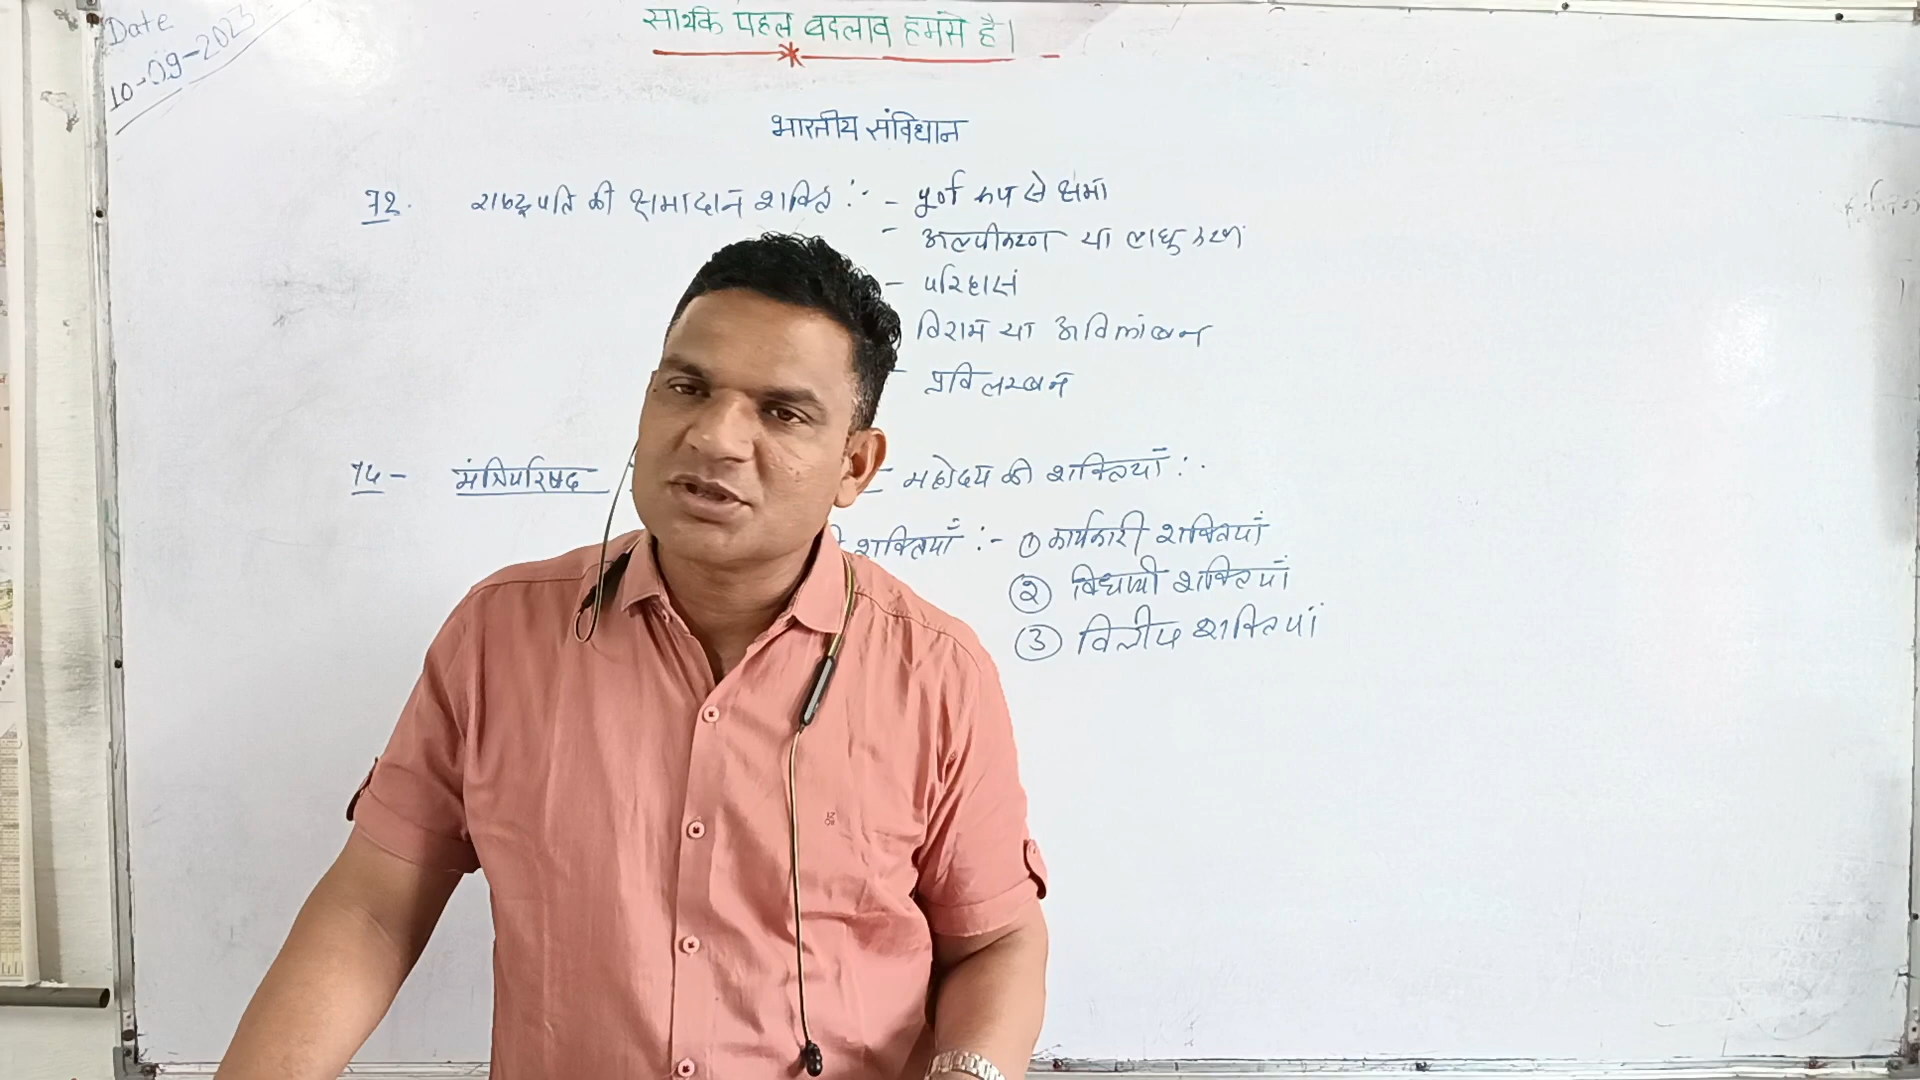 Date
10-09-2023
सार्थक पहल बदलाव हमसे है।
भारतीय संविधान
72. राष्ट्रपति की क्षमादान शक्ति :- - पूर्ण रूप से क्षमा
- अल्पीकरण या लघुकरण
- परिहास
विराम या अविलंबन
- प्रविलम्बन
74 - मंत्रिपरिषद - महोदय की शक्तियाँ :-
शक्तियाँ :- ① कार्यकारी शक्तियाँ
② विधायी शक्तियाँ
③ वित्तीय शक्तियां